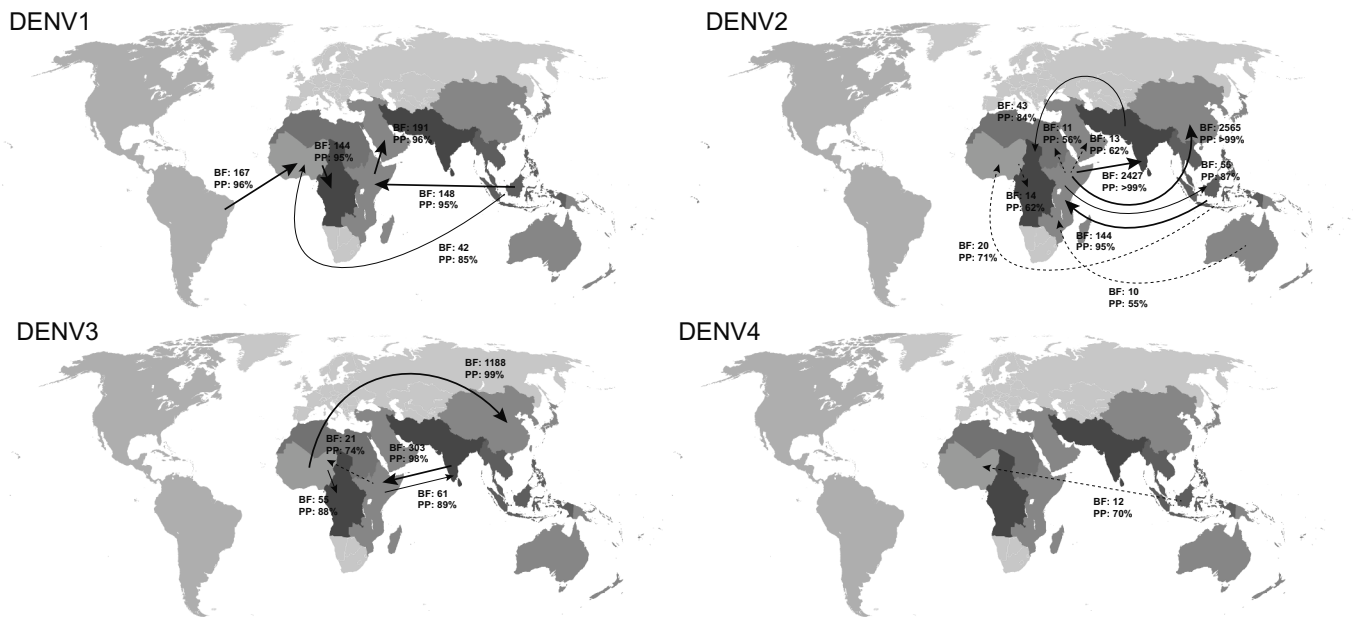 DENV1
BF: 191
PP: 96%
BF: 144
PP: 95%
BF: 167
PP: 96%
BF: 148
PP: 95%
BF: 42
PP: 85%
DENV2
BF: 43
PP: 84%
BF: 11
PP: 56%
BF: 13
PP: 62%
BF: 2565
PP: >99%
BF: 55
PP: 87%
BF: 2427
PP: >99%
BF: 14
PP: 62%
BF: 20
PP: 71%
BF: 144
PP: 95%
BF: 10
PP: 55%
DENV3
BF: 1188
PP: 99%
BF: 21
PP: 74%
BF: 303
PP: 98%
BF: 55
PP: 88%
BF: 61
PP: 89%
DENV4
BF: 12
PP: 70%